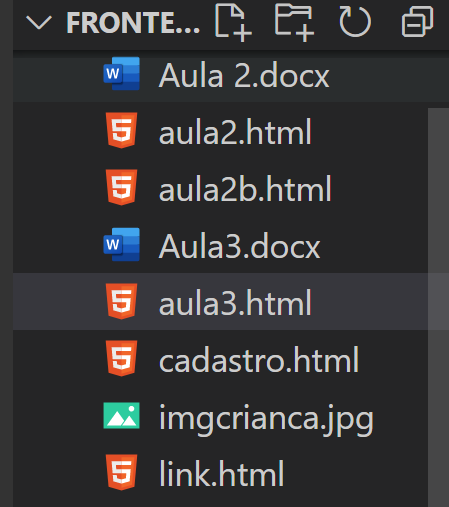 FRONTE...
Aula 2.docx
aula2.html
aula2b.html
Aula3.docx
aula3.html
cadastro.html
imgcrianca.jpg
link.html